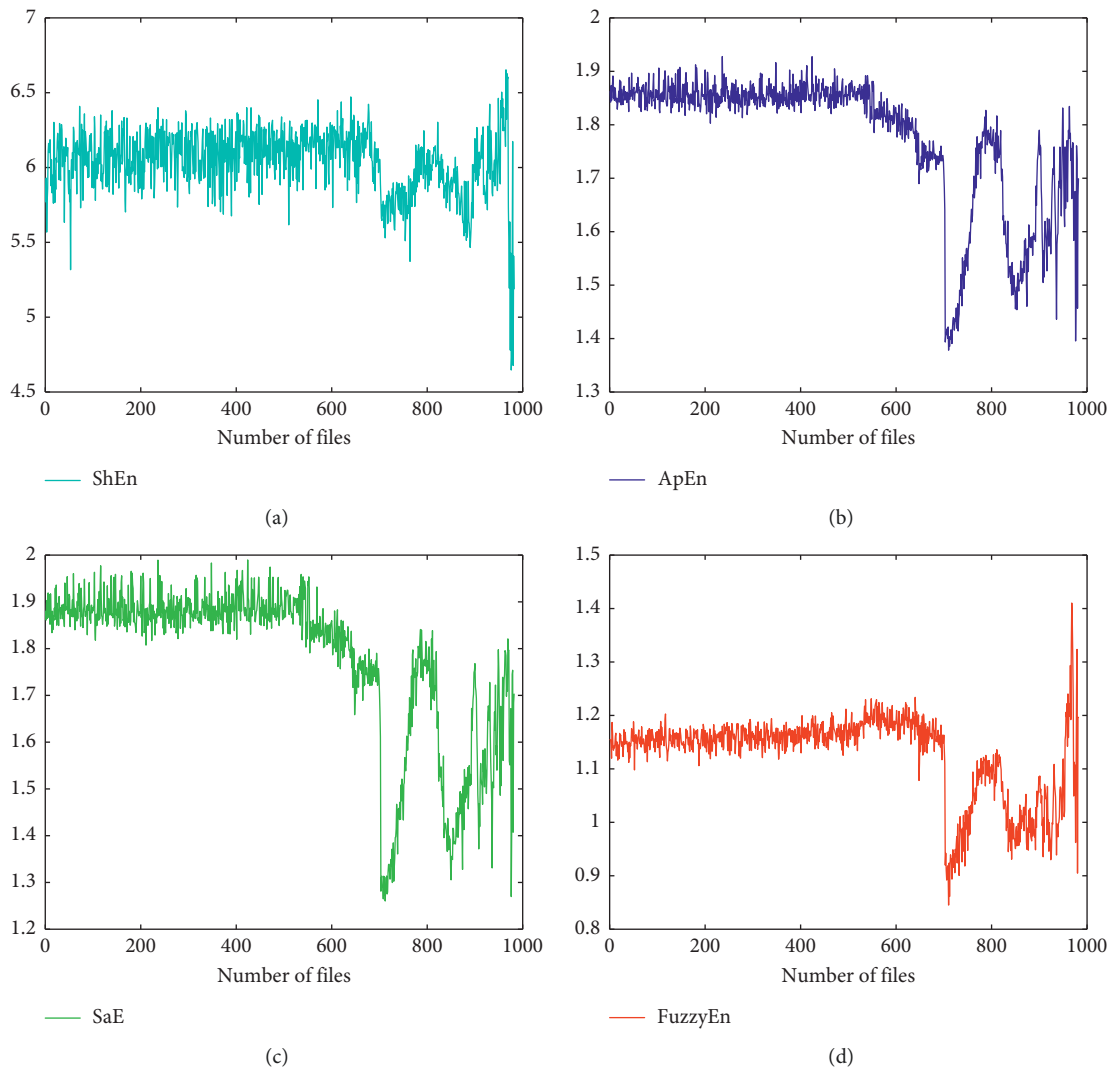 7
6.5
6
5.5
5
4.5
0 200 400 600 800 1000
Number of files
ShEn
(a)
2
1.9
1.8
1.7
1.6
1.5
1.4
1.3
0 200 400 600 800 1000
Number of files
ApEn
(b)
2
1.9
1.8
1.7
1.6
1.5
1.4
1.3
1.2
0 200 400 600 800 1000
Number of files
SaE
(c)
1.5
1.4
1.3
1.2
1.1
1
0.9
0.8
0 200 400 600 800 1000
Number of files
FuzzyEn
(d)